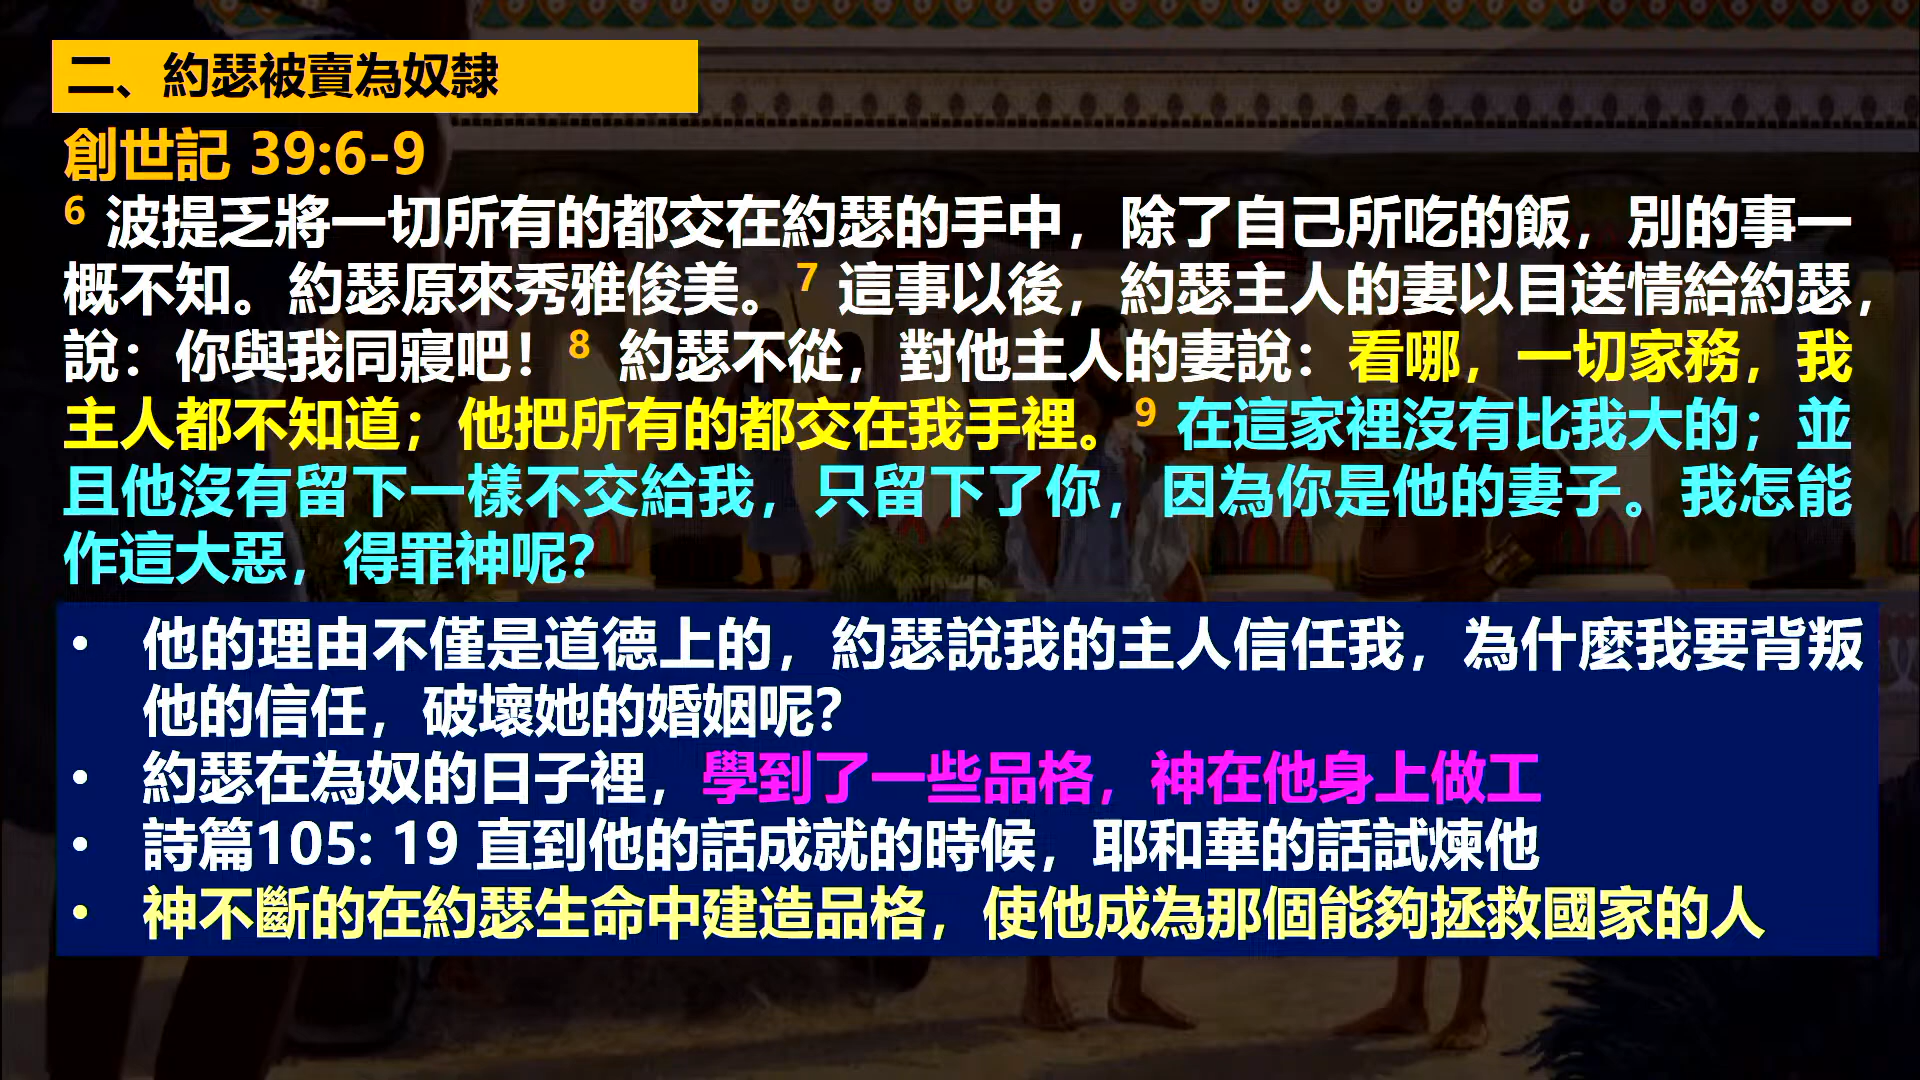 二、約瑟被賣為奴隸
創世記 39:6-9
6 波提乏將一切所有的都交在約瑟的手中，除了自己所吃的飯，別的事一
概不知。約瑟原來秀雅俊美。7 這事以後，約瑟主人的妻以目送情給約瑟，
說：你與我同寢吧！8 約瑟不從，對他主人的妻說：看哪，一切家務，我
主人都不知道；他把所有的都交在我手裡。9 在這家裡沒有比我大的；並
且他沒有留下一樣不交給我，只留下了你，因為你是他的妻子。我怎能
作這大惡，得罪神呢？
• 他的理由不僅是道德上的，約瑟說我的主人信任我，為什麼我要背叛
他的信任，破壞她的婚姻呢？
• 約瑟在為奴的日子裡，學到了一些品格，神在他身上做工
• 詩篇105: 19 直到他的話成就的時候，耶和華的話試煉他
• 神不斷的在約瑟生命中建造品格，使他成為那個能夠拯救國家的人